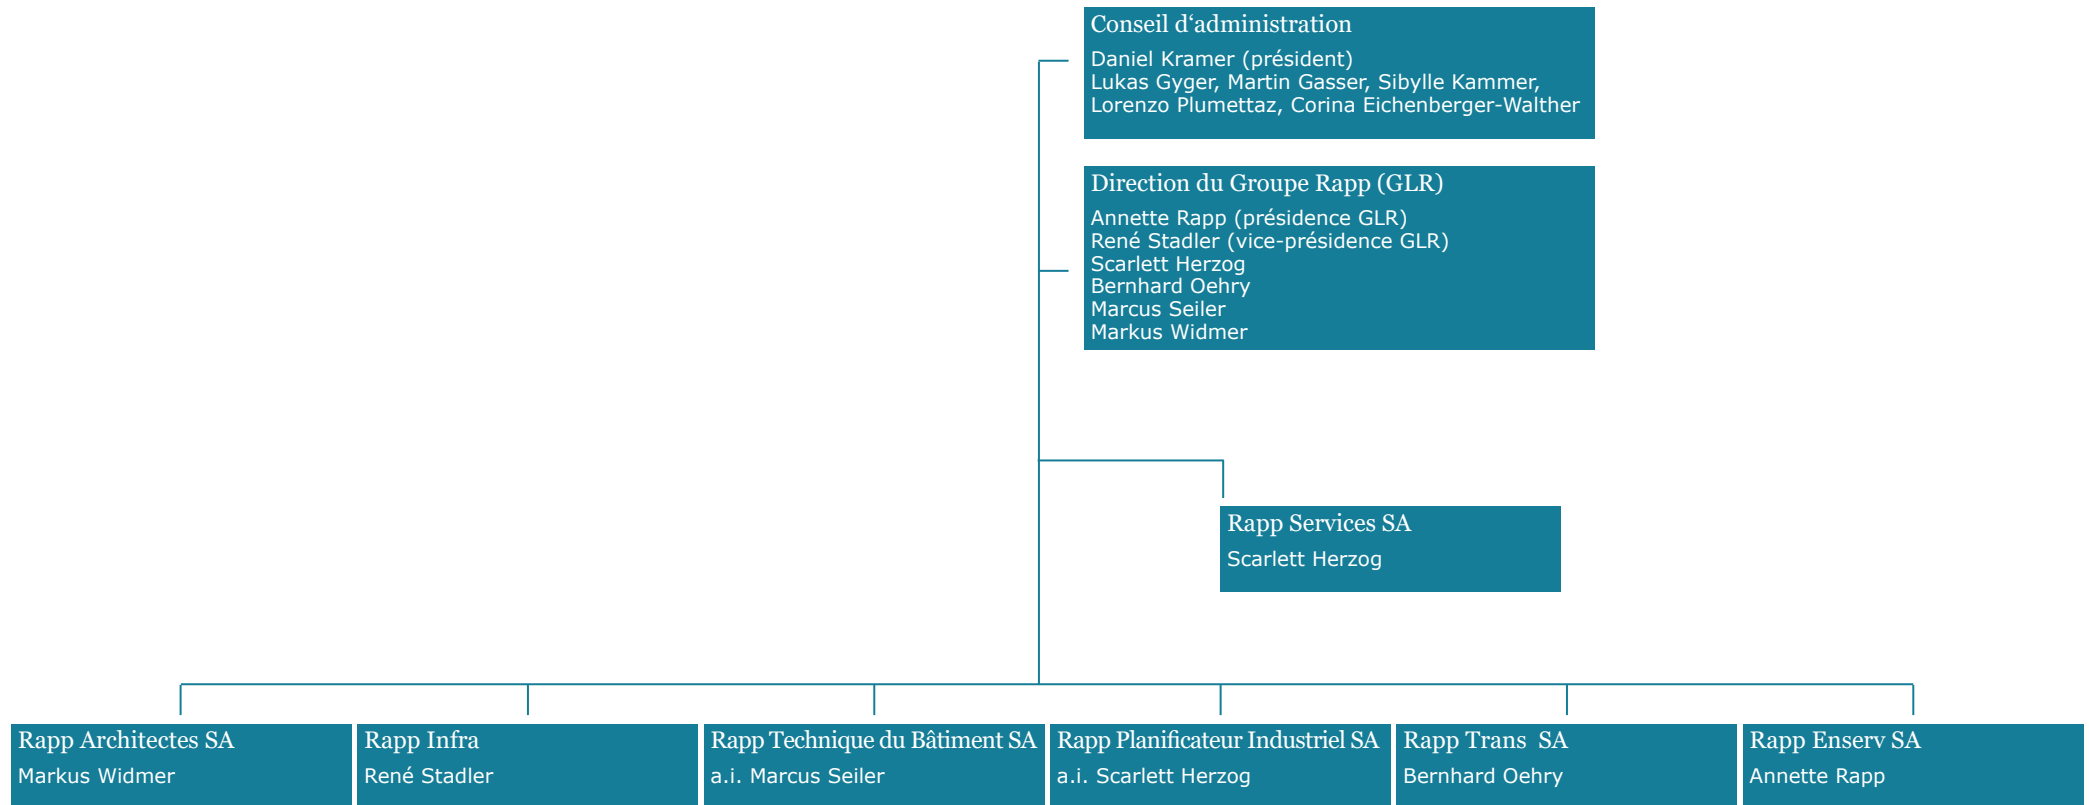 Conseil d‘administration
Daniel Kramer (président)
Lukas Gyger, Martin Gasser, Sibylle Kammer,
Lorenzo Plumettaz, Corina Eichenberger-Walther
Direction du Groupe Rapp (GLR)
Annette Rapp (présidence GLR)
René Stadler (vice-présidence GLR)
Scarlett Herzog
Bernhard Oehry
Marcus Seiler
Markus Widmer
Rapp Services SA
Scarlett Herzog
Rapp Architectes SA
Markus Widmer
Rapp Infra
René Stadler
Rapp Technique du Bâtiment SA
a.i. Marcus Seiler
Rapp Planificateur Industriel SA
a.i. Scarlett Herzog
Rapp Trans SA
Bernhard Oehry
Rapp Enserv SA
Annette Rapp